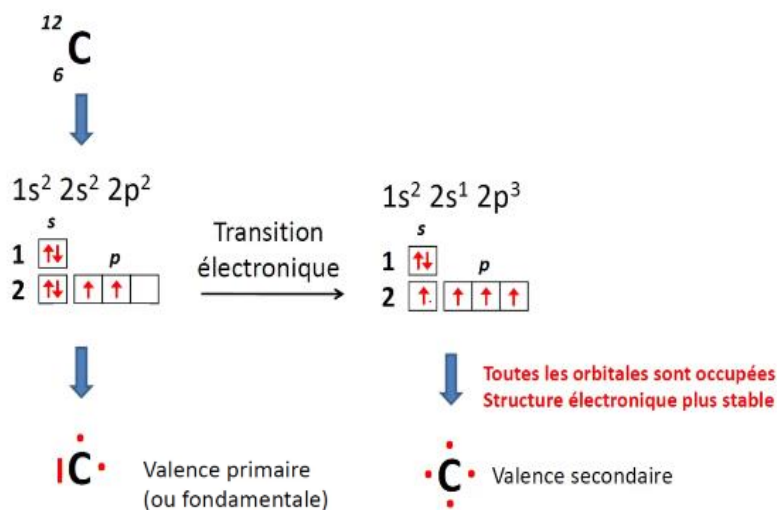 12
C
6
1s² 2s² 2p²
s
1 p
2
Transition
électronique
1s² 2s¹ 2p³
s
1 p
2
Toutes les orbitales sont occupées
Structure électronique plus stable
C
Valence primaire
(ou fondamentale)
C
Valence secondaire